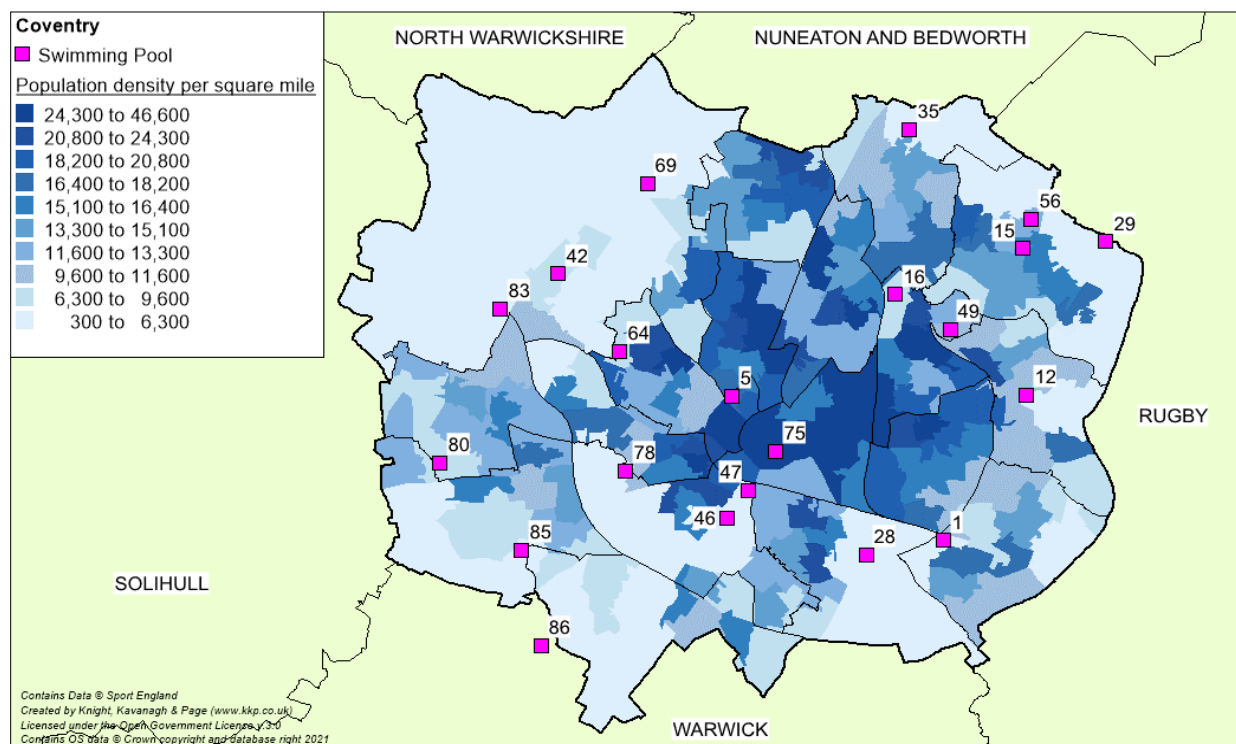 Coventry
Swimming Pool
Population density per square mile
24,300 to 46,600
20,800 to 24,300
18,200 to 20,800
16,400 to 18,200
15,100 to 16,400
13,300 to 15,100
11,600 to 13,300
9,600 to 11,600
6,300 to 9,600
300 to 6,300
NORTH WARWICKSHIRE
NUNEATON AND BEDWORTH
35
69
56
29
15
42
16
83
49
64
5
12
RUGBY
75
80
78
47
46
1
28
85
SOLIHULL
86
WARWICK
Contains Data © Sport England
Created by Knight, Kavanagh & Page (www.kkp.co.uk)
Licensed under the Open Government License v.3.0
Contains OS data © Crown copyright and database right 2021